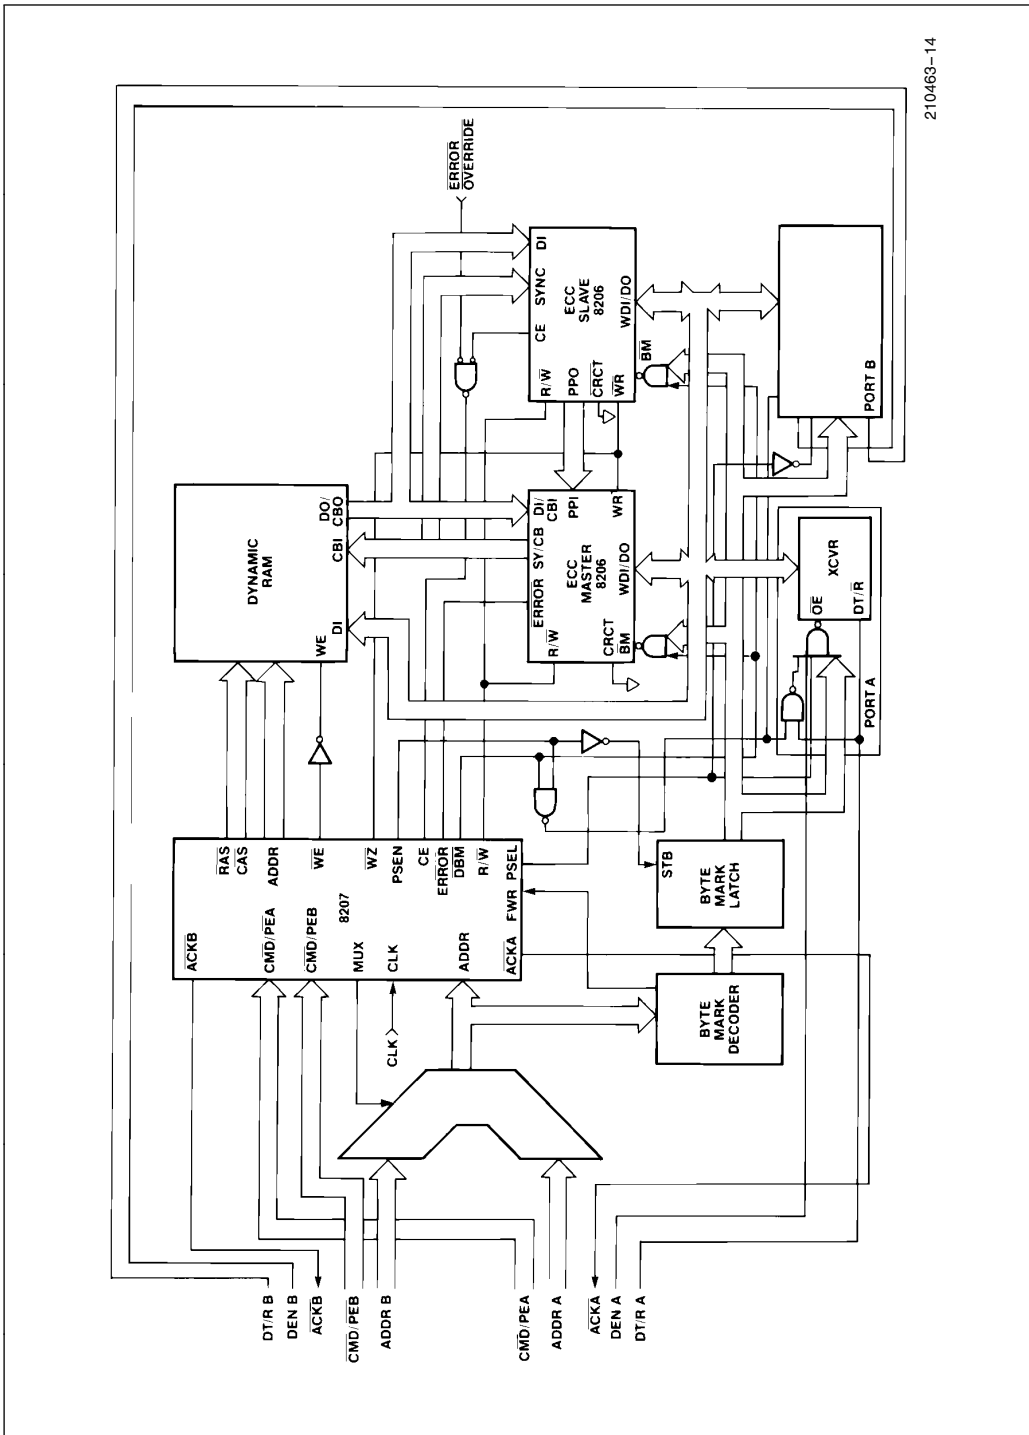 210463-14
ERROR
OVERRIDE
DYNAMIC
RAM
WE
DI
CBI
DO/
CBO
ECC
SLAVE
8206
CE
SYNC
DI
R/W
PPO
CRCT
WR
WDI/DO
BM
ECC
MASTER
8206
R/W
ERROR
SY/CB
DI/
CBI
PPI
CRCT
BM
WDI/DO
WR
8207
RAS
CAS
ADDR
WE
WZ
PSEN
CE
ERROR
DBM
R/W
PSEL
FWR
ACKB
CMD/PEA
CMD/PEB
MUX
CLK
ADDR
ACKA
CLK
BYTE
MARK
LATCH
STB
BYTE
MARK
DECODER
XCVR
OE
DT/R
PORT A
PORT B
DT/R B
DEN B
ACKB
CMD/PEB
ADDR B
CMD/PEA
ADDR A
ACKA
DEN A
DT/R A